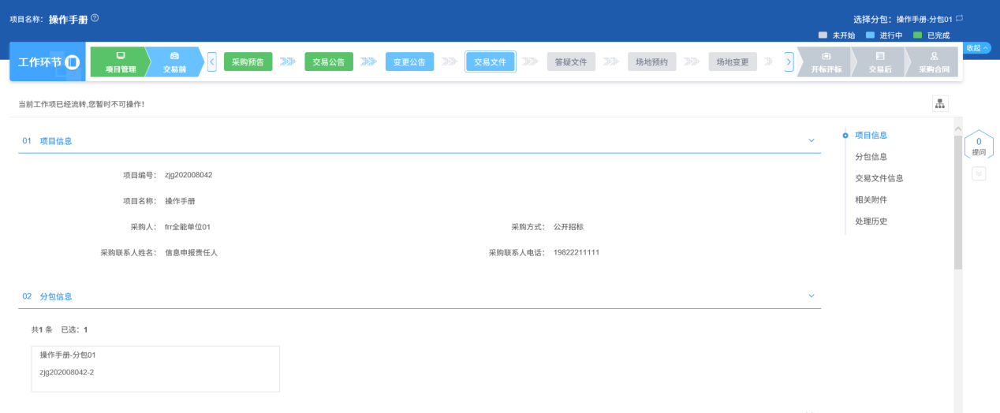 项目名称: 操作手册
选择分包: 操作手册-分包01
未开始 进行中 已完成
收起
工作环节
项目管理 交易前 采购预告 交易公告 变更公告 交易文件 答疑文件 场地预约 场地变更 开标评标 交易后 采购合同
当前工作项已经流转,您暂时不可操作!
01 项目信息
项目编号: zjg202008042
项目名称: 操作手册
采购人: frr全能单位01 采购方式: 公开招标
采购联系人姓名: 信息申报责任人 采购联系人电话: 19822211111
02 分包信息
共1 条 已选: 1
操作手册-分包01
zjg202008042-2
项目信息
分包信息
交易文件信息
相关附件
处理历史
0
提问